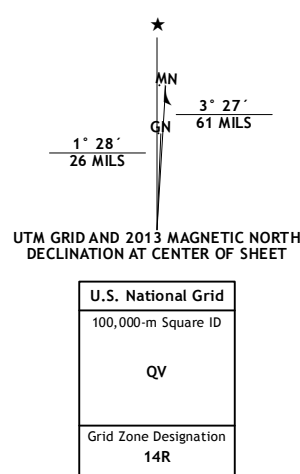 ★
MN
3° 27´
61 MILS
GN
1° 28´
26 MILS
UTM GRID AND 2013 MAGNETIC NORTH
DECLINATION AT CENTER OF SHEET
U.S. National Grid
100,000-m Square ID
QV
Grid Zone Designation
14R